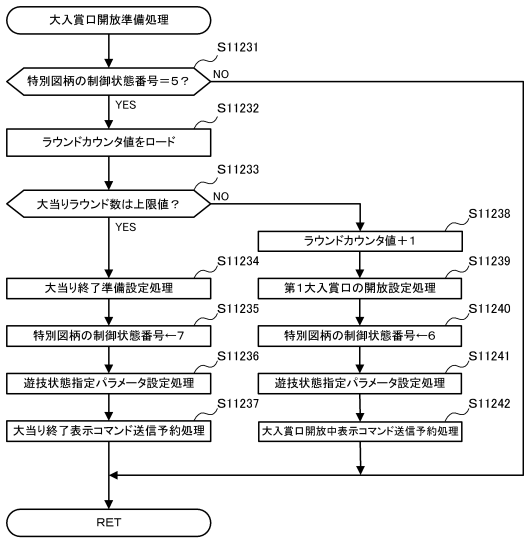 大入賞口開放準備処理
S11231
特別図柄の制御状態番号＝５？
NO
YES
S11232
ラウンドカウンタ値をロード
S11233
大当りラウンド数は上限値？
NO
YES
S11238
ラウンドカウンタ値＋１
S11234
大当り終了準備設定処理
S11239
第１大入賞口の開放設定処理
S11235
特別図柄の制御状態番号←７
S11240
特別図柄の制御状態番号←６
S11236
遊技状態指定パラメータ設定処理
S11241
遊技状態指定パラメータ設定処理
S11237
大当り終了表示コマンド送信予約処理
S11242
大入賞口開放中表示コマンド送信予約処理
RET